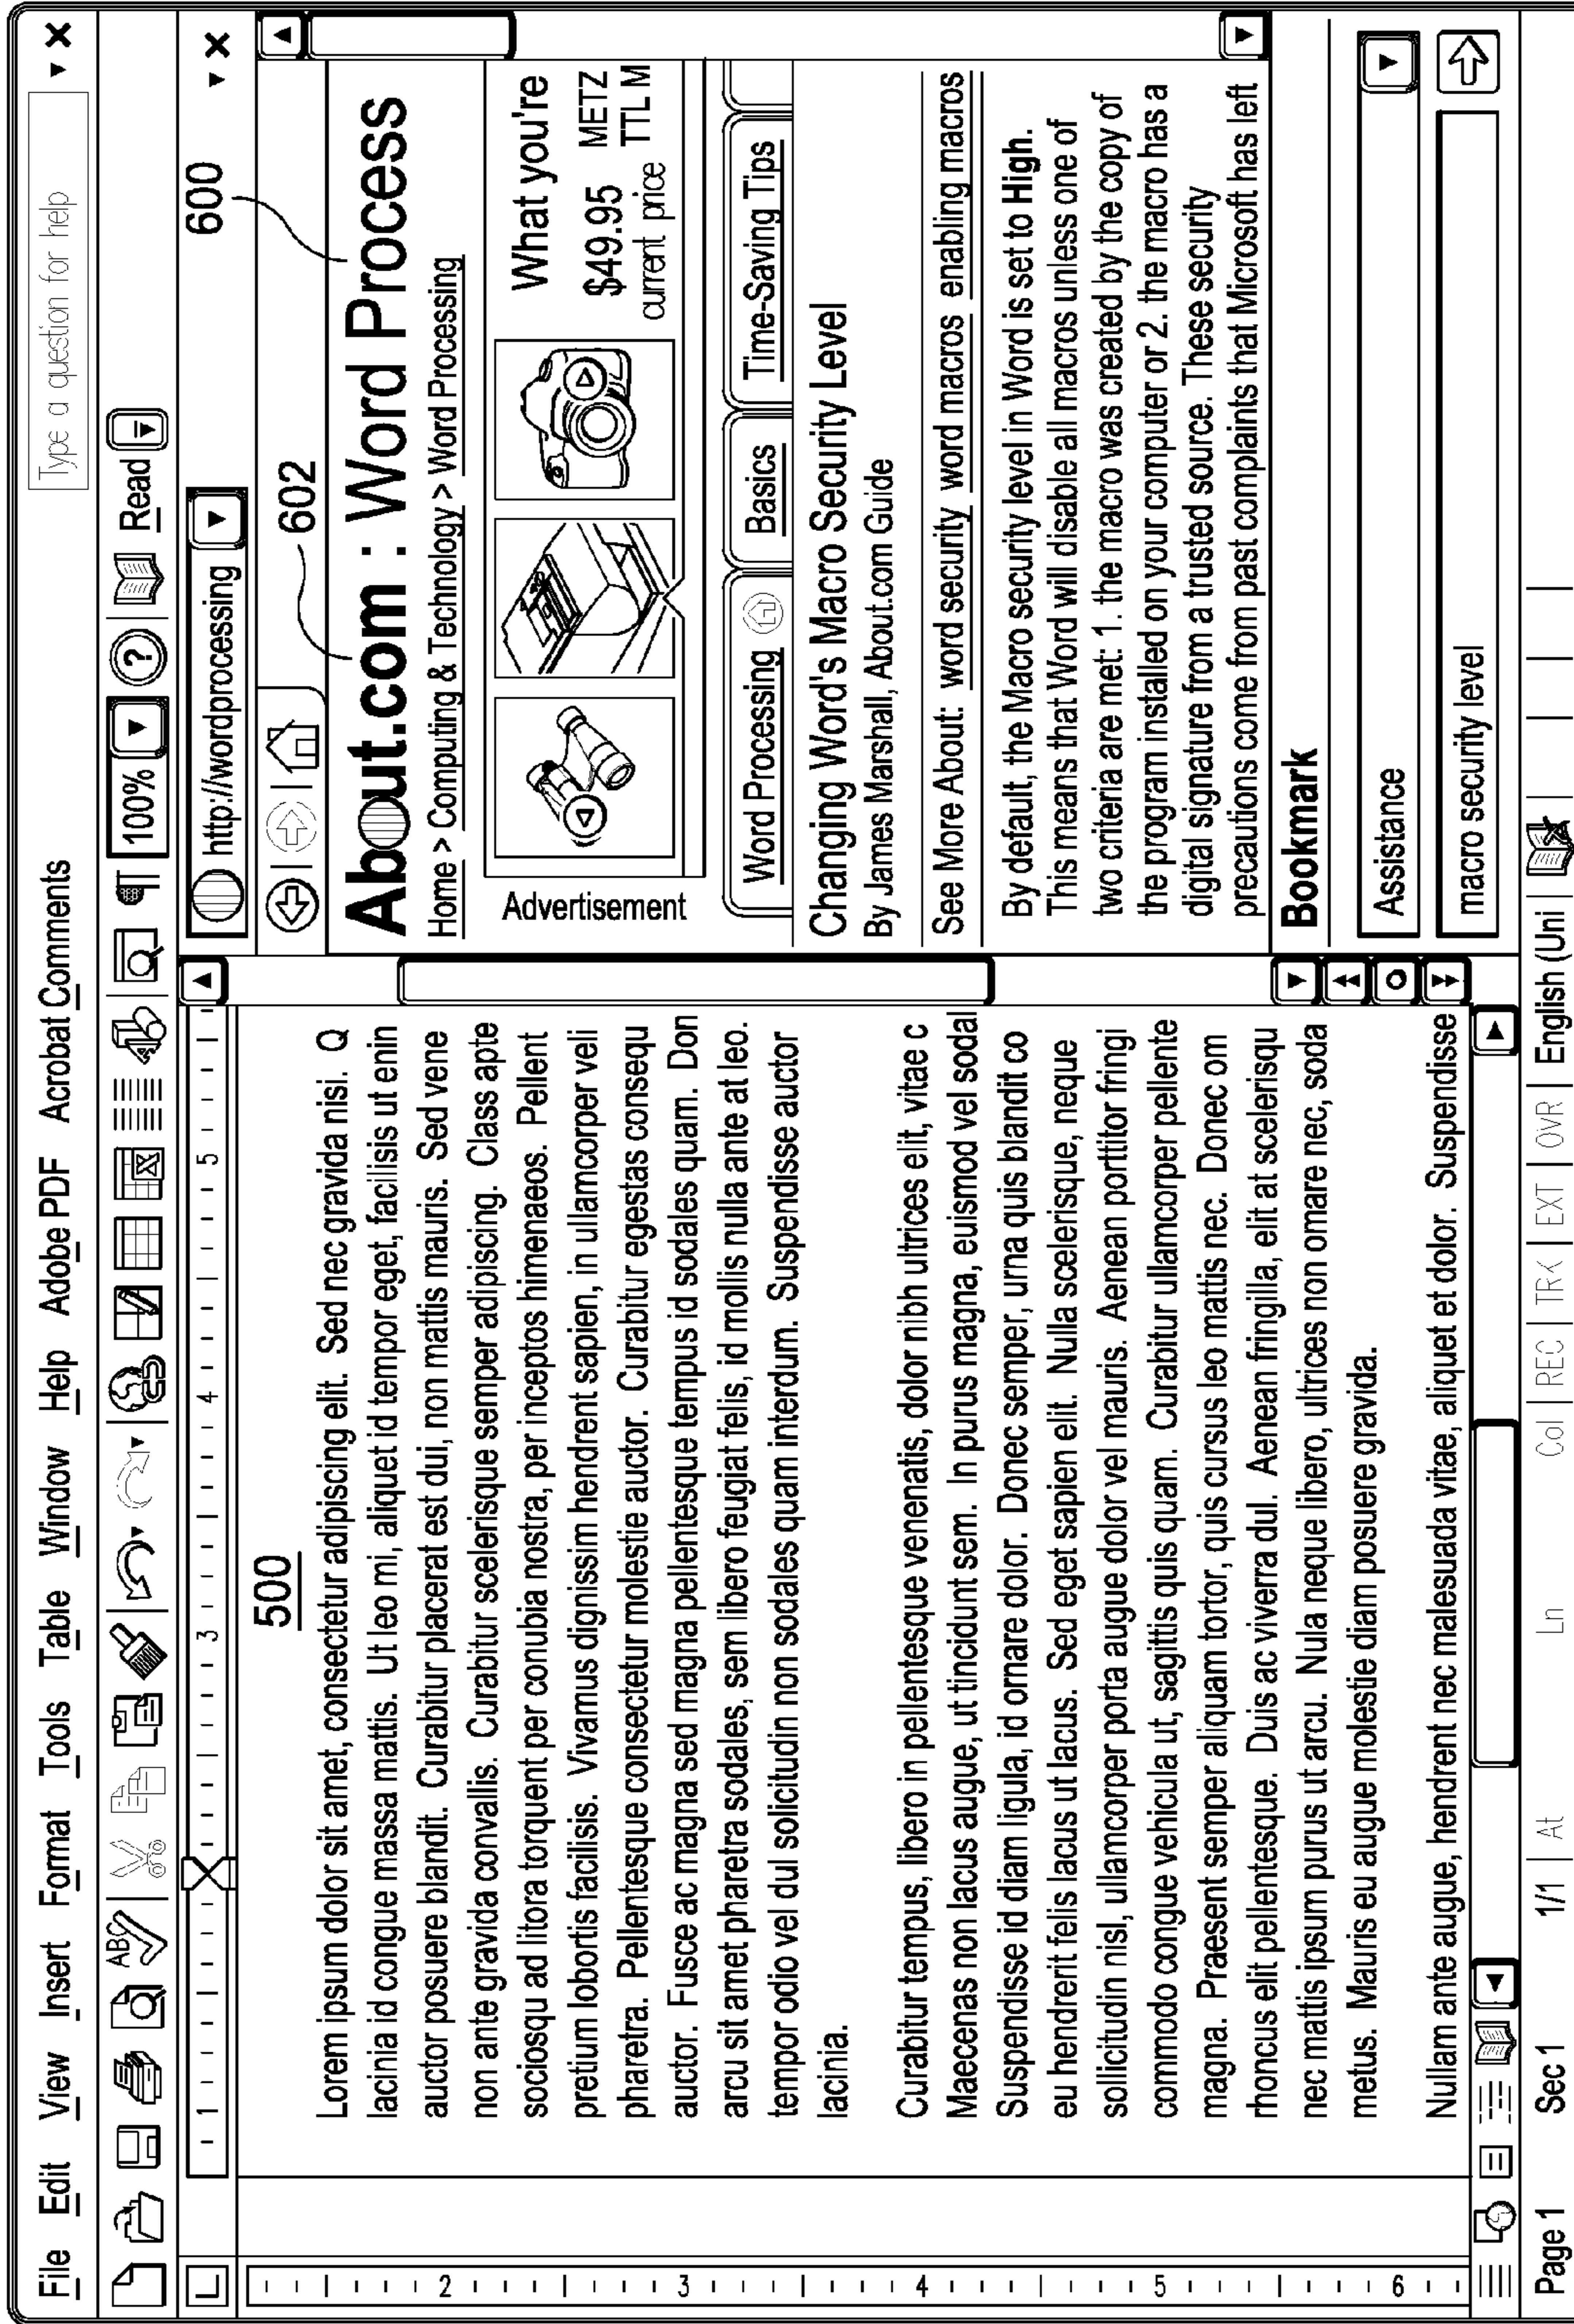 File Edit View Insert Format Tools Table Window Help Adobe PDF Acrobat Comments
Type a question for help
ABC
100%
?
Read
L
1 3 4 5
http://wordprocessing
600
602
500
2
3
4
5
6
Lorem ipsum dolor sit amet, consectetur adipiscing elit. Sed nec gravida nisi. Q
lacinia id congue massa mattis. Ut leo mi, aliquet id tempor eget, facilisis ut enin
auctor posuere blandit. Curabitur placerat est dui, non mattis mauris. Sed vene
non ante gravida convallis. Curabitur scelerisque semper adipiscing. Class apte
sociosqu ad litora torquent per conubia nostra, per inceptos himenaeos. Pellent
pretium lobortis facilisis. Vivamus dignissim hendrent sapien, in ullamcorper veli
pharetra. Pellentesque consectetur molestie auctor. Curabitur egestas consequ
auctor. Fusce ac magna sed magna pellentesque tempus id sodales quam. Don
arcu sit amet pharetra sodales, sem libero feugiat felis, id mollis nulla ante at leo.
tempor odio vel dul solicitudin non sodales quam interdum. Suspendisse auctor
lacinia.
Curabitur tempus, libero in pellentesque venenatis, dolor nibh ultrices elit, vitae c
Maecenas non lacus augue, ut tincidunt sem. In purus magna, euismod vel sodal
Suspendisse id diam ligula, id ornare dolor. Donec semper, urna quis blandit co
eu hendrerit felis lacus ut lacus. Sed eget sapien elit. Nulla scelerisque, neque
sollicitudin nisl, ullamcorper porta augue dolor vel mauris. Aenean porttitor fringi
commodo congue vehicula ut, sagittis quis quam. Curabitur ullamcorper pellente
magna. Praesent semper aliquam tortor, quis cursus leo mattis nec. Donec om
rhoncus elit pellentesque. Duis ac viverra dul. Aenean fringilla, elit at scelerisqu
nec mattis ipsum purus ut arcu. Nula neque libero, ultrices non omare nec, soda
metus. Mauris eu augue molestie diam posuere gravida.
Nullam ante augue, hendrent nec malesuada vitae, aliquet et dolor. Suspendisse
About.com : Word Process
Home > Computing & Technology > Word Processing
Advertisement
What you're
$49.95 METZ
current price TTL M
Word Processing Basics Time-Saving Tips
Changing Word's Macro Security Level
By James Marshall, About.com Guide
See More About: word security word macros enabling macros
By default, the Macro security level in Word is set to High.
This means that Word will disable all macros unless one of
two criteria are met: 1. the macro was created by the copy of
the program installed on your computer or 2. the macro has a
digital signature from a trusted source. These security
precautions come from past complaints that Microsoft has left
Bookmark
Assistance
macro security level
Page 1 Sec 1 1/1 At Ln Col REC TRK EXT OVR English (Uni